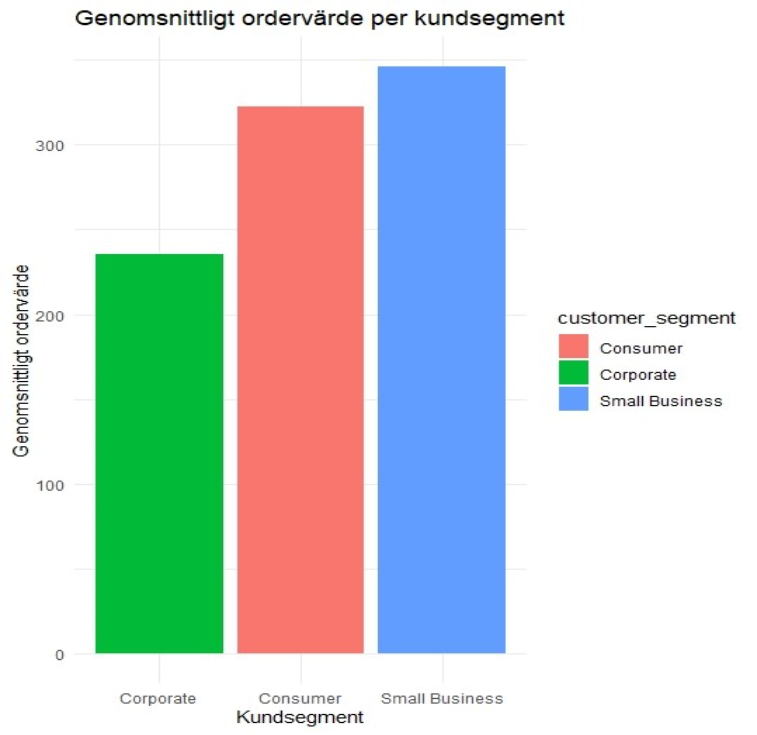 Genomsnittligt ordervärde per kundsegment
Genomsnittligt ordervärde
300
200
100
0
Corporate Consumer Small Business
Kundsegment
customer_segment
Consumer
Corporate
Small Business